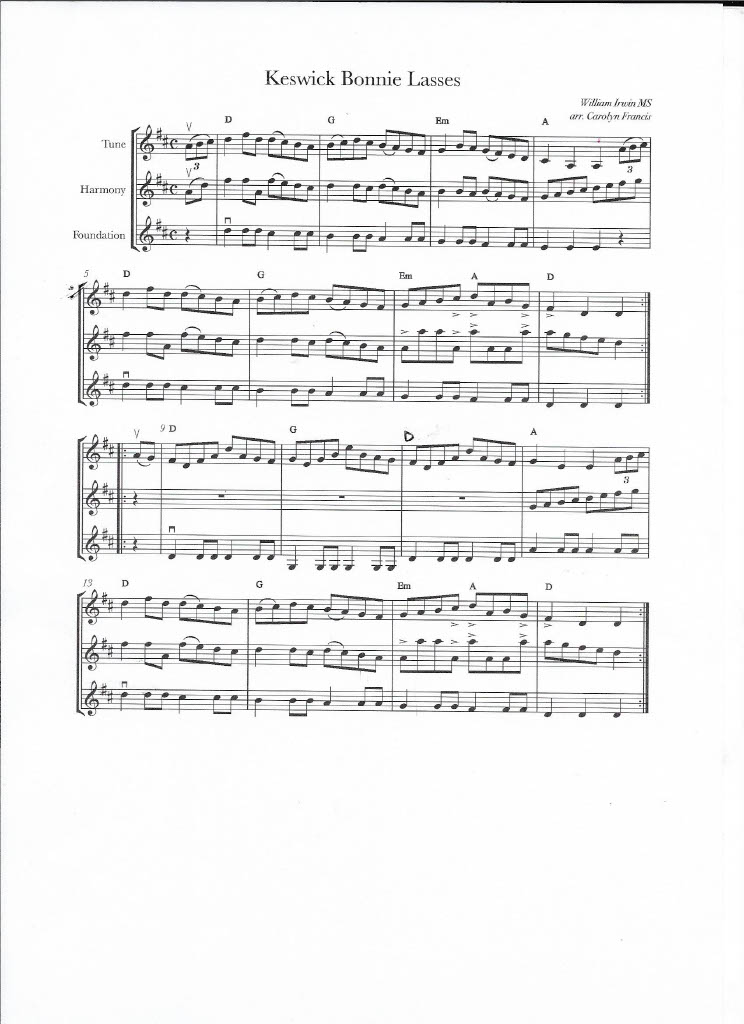 Keswick Bonnie Lasses
William Irwin MS
arr. Carolyn Francis
D G Em A
Tune
3 3
Harmony
Foundation
5 D G Em A D
9 D G D A
3
13 D G Em A D